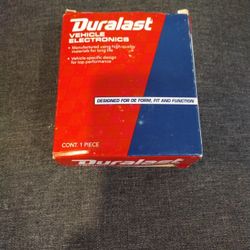 Duralast
VEHICLE
ELECTRONICS
• Manufactured using high-quality
materials for long life
• Vehicle-specific design
for top performance
DESIGNED FOR OE FORM, FIT AND FUNCTION
CONT. 1 PIECE
Duralast